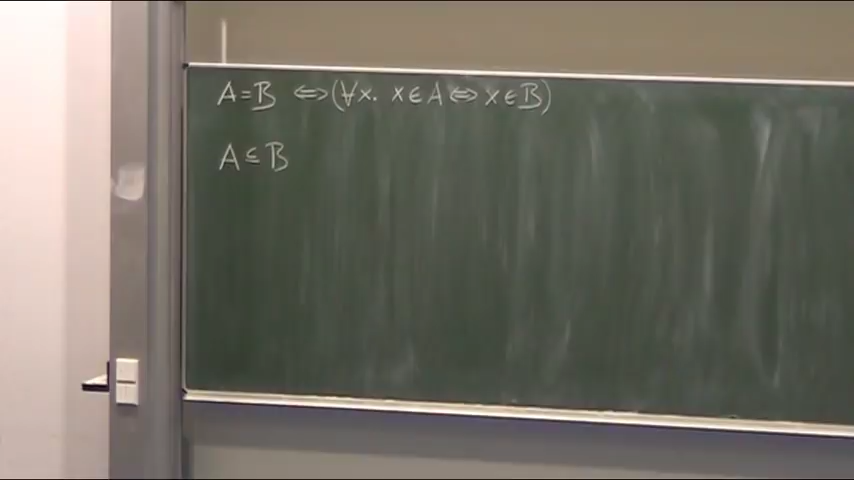 A = B ⇔ (∀x. x ∈ A ⇔ x ∈ B)
A ⊆ B